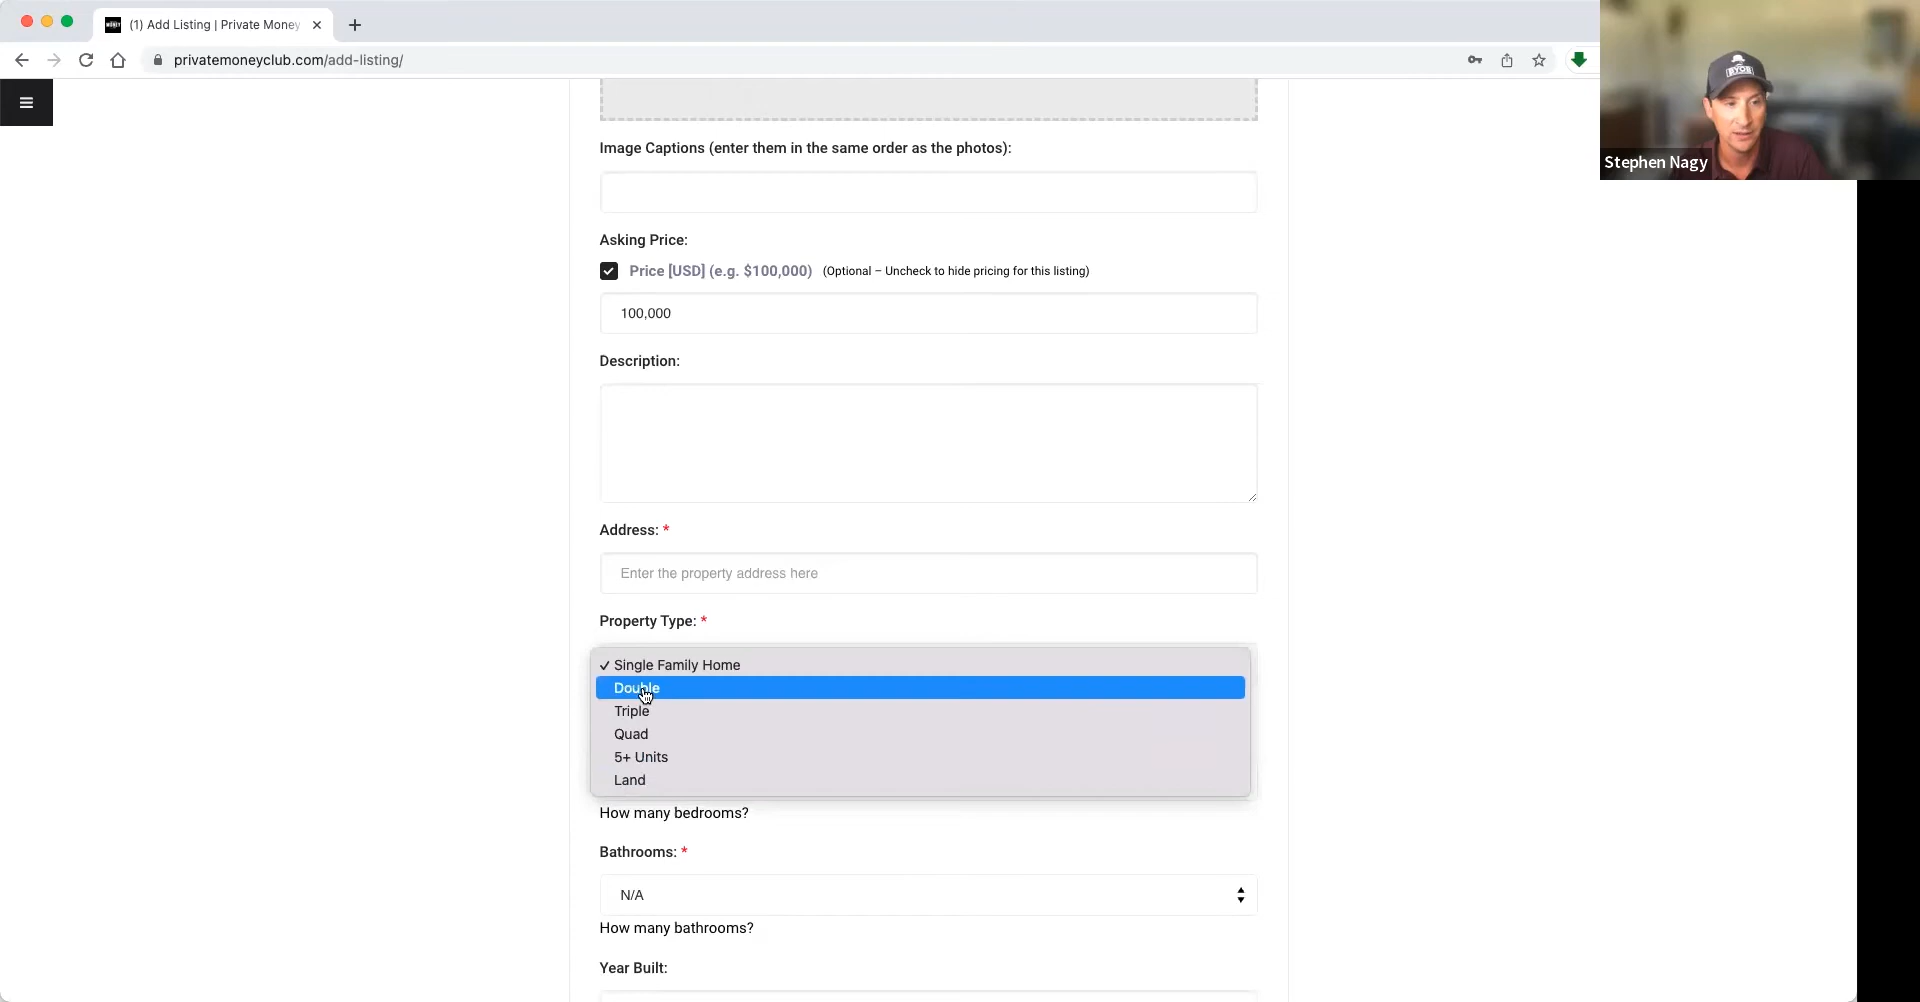 (1) Add Listing | Private Money
privatemoneyclub.com/add-listing/
Stephen Nagy
Image Captions (enter them in the same order as the photos):
Asking Price:
Price [USD] (e.g. $100,000) (Optional – Uncheck to hide pricing for this listing)
100,000
Description:
Address: *
Enter the property address here
Property Type: *
✓ Single Family Home
Double
Triple
Quad
5+ Units
Land
How many bedrooms?
Bathrooms: *
N/A
How many bathrooms?
Year Built: